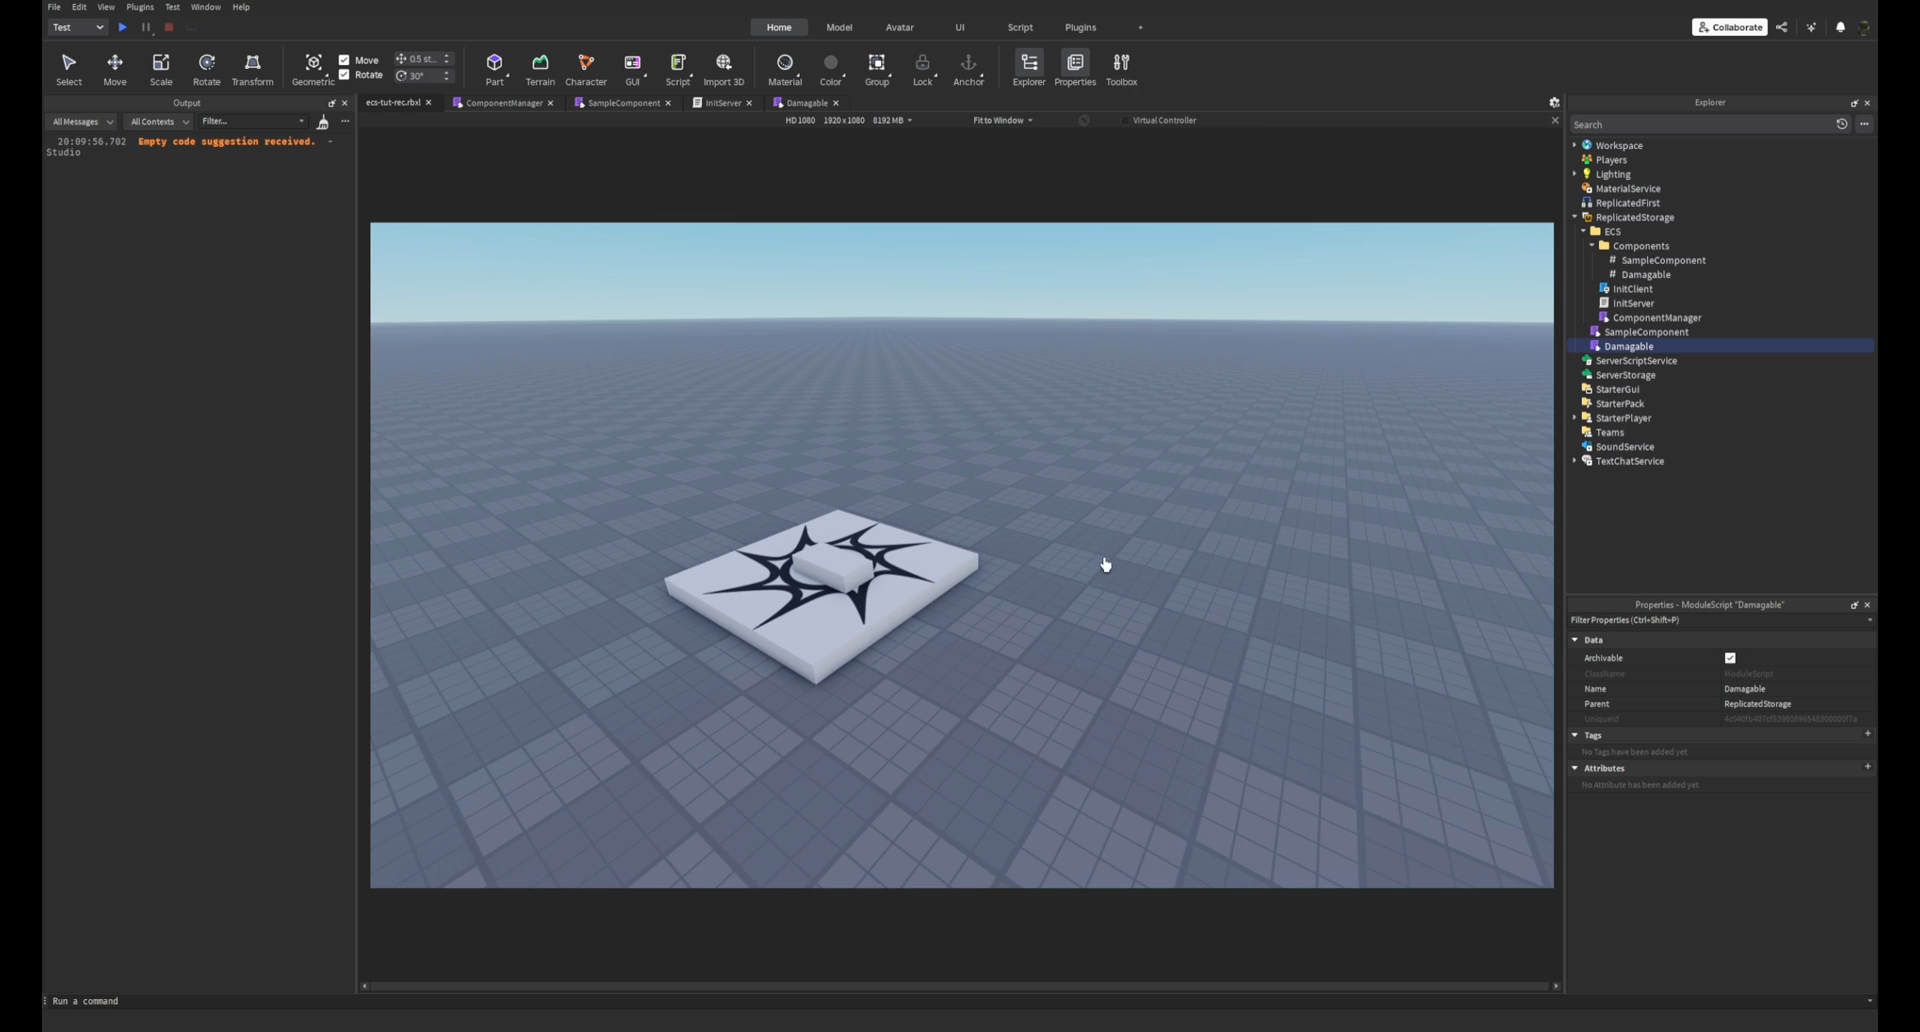 File Edit View Plugins Test Window Help
Test Home Model Avatar UI Script Plugins + Collaborate
Select Move Scale Rotate Transform Geometric Move 0.5 st... Part Terrain Character GUI Script Import 3D Material Color Group Lock Anchor Explorer Properties Toolbox
Rotate 30°
Output
All Messages All Contexts Filter...
20:09:56.702 Empty code suggestion received. -
Studio
ecs-tut-rec.rbxl ComponentManager SampleComponent InitServer Damagable
HD 1080 1920 x 1080 8192 MB Fit to Window Virtual Controller
Explorer
Search
Workspace
Players
Lighting
MaterialService
ReplicatedFirst
ReplicatedStorage
ECS
Components
# SampleComponent
# Damagable
InitClient
InitServer
ComponentManager
SampleComponent
Damagable
ServerScriptService
ServerStorage
StarterGui
StarterPack
StarterPlayer
Teams
SoundService
TextChatService
Properties - ModuleScript "Damagable"
Filter Properties (Ctrl+Shift+P)
Data
Archivable
ClassName ModuleScript
Name Damagable
Parent ReplicatedStorage
UniqueId
Tags +
No Tags have been added yet
Attributes +
No Attribute has been added yet
Run a command